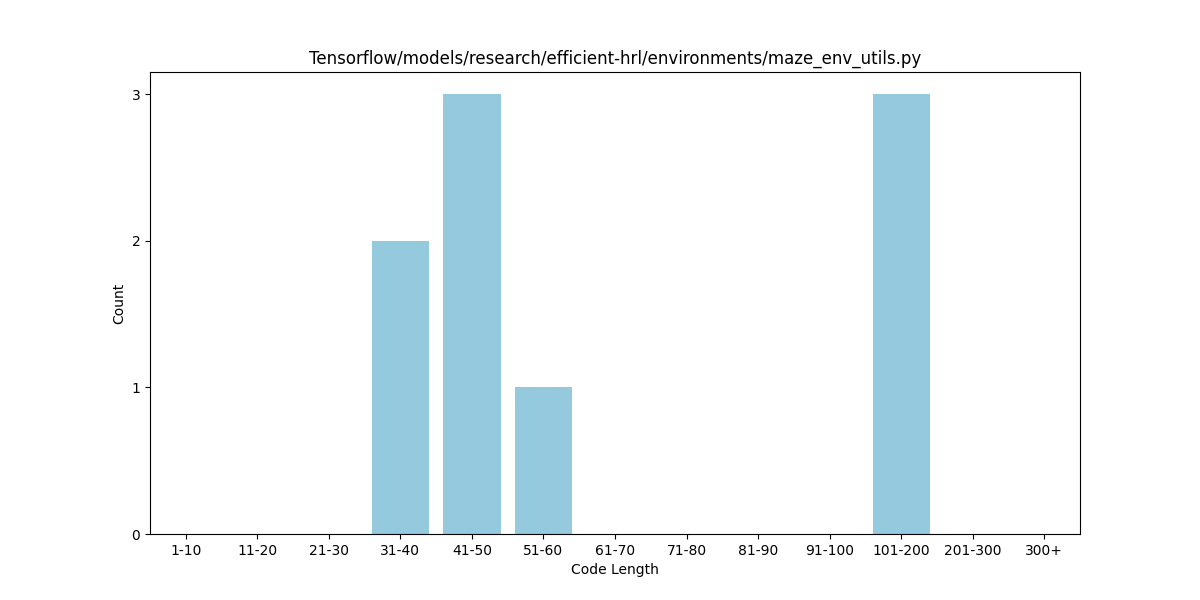 Tensorflow/models/research/efficient-hrl/environments/maze_env_utils.py
Count
3
2
1
0
1-10 11-20 21-30 31-40 41-50 51-60 61-70 71-80 81-90 91-100 101-200 201-300 300+
Code Length